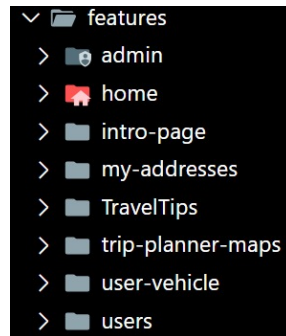 features
admin
home
intro-page
my-addresses
TravelTips
trip-planner-maps
user-vehicle
users